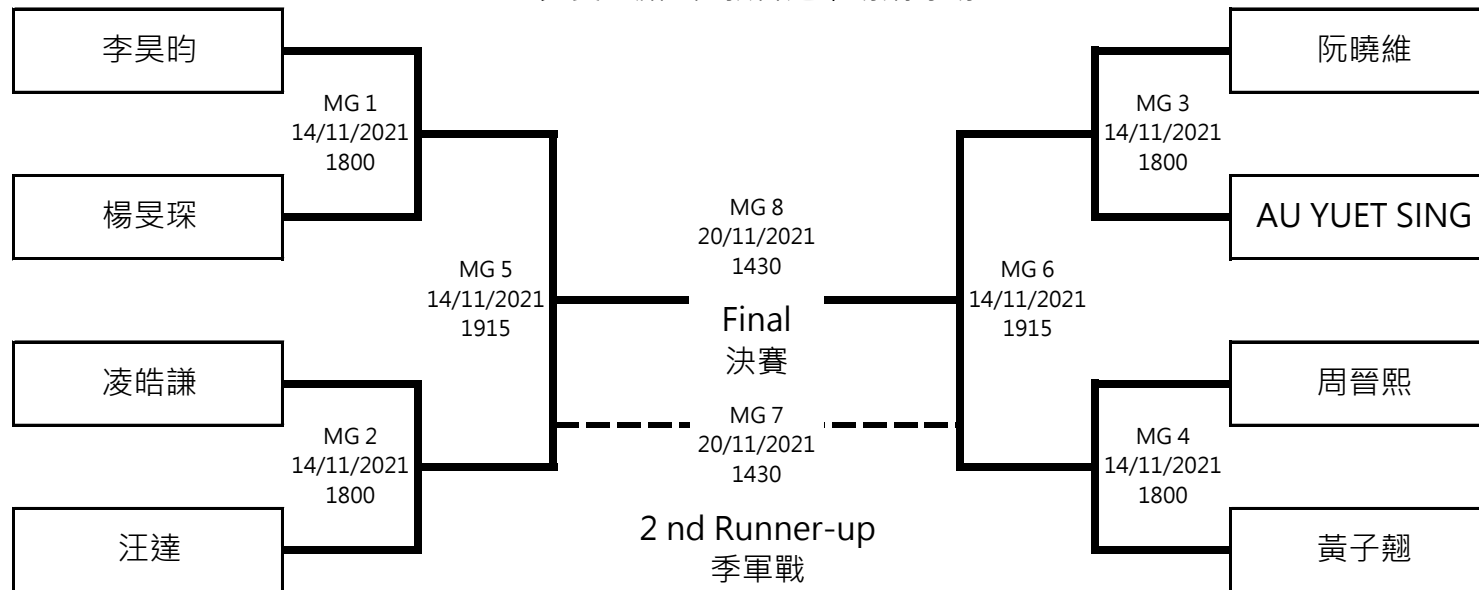 李昊昀
MG 1
14/11/2021
1800
楊旻琛
MG 5
14/11/2021
1915
凌皓謙
MG 2
14/11/2021
1800
汪達
MG 8
20/11/2021
1430
Final
決賽
MG 7
20/11/2021
1430
2 nd Runner-up
季軍戰
阮曉維
MG 3
14/11/2021
1800
AU YUET SING
MG 6
14/11/2021
1915
周晉熙
MG 4
14/11/2021
1800
黃子翹